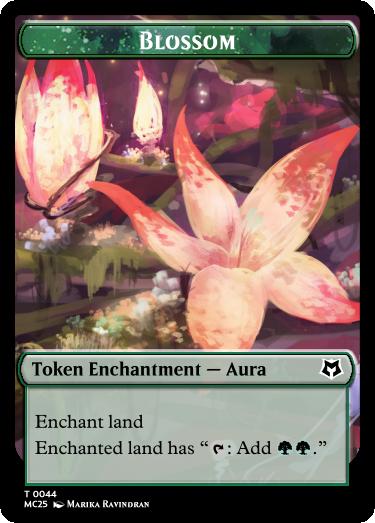 Blossom
Token Enchantment — Aura
Enchant land
Enchanted land has “: Add .”
T 0044
MC25 Marika Ravindran